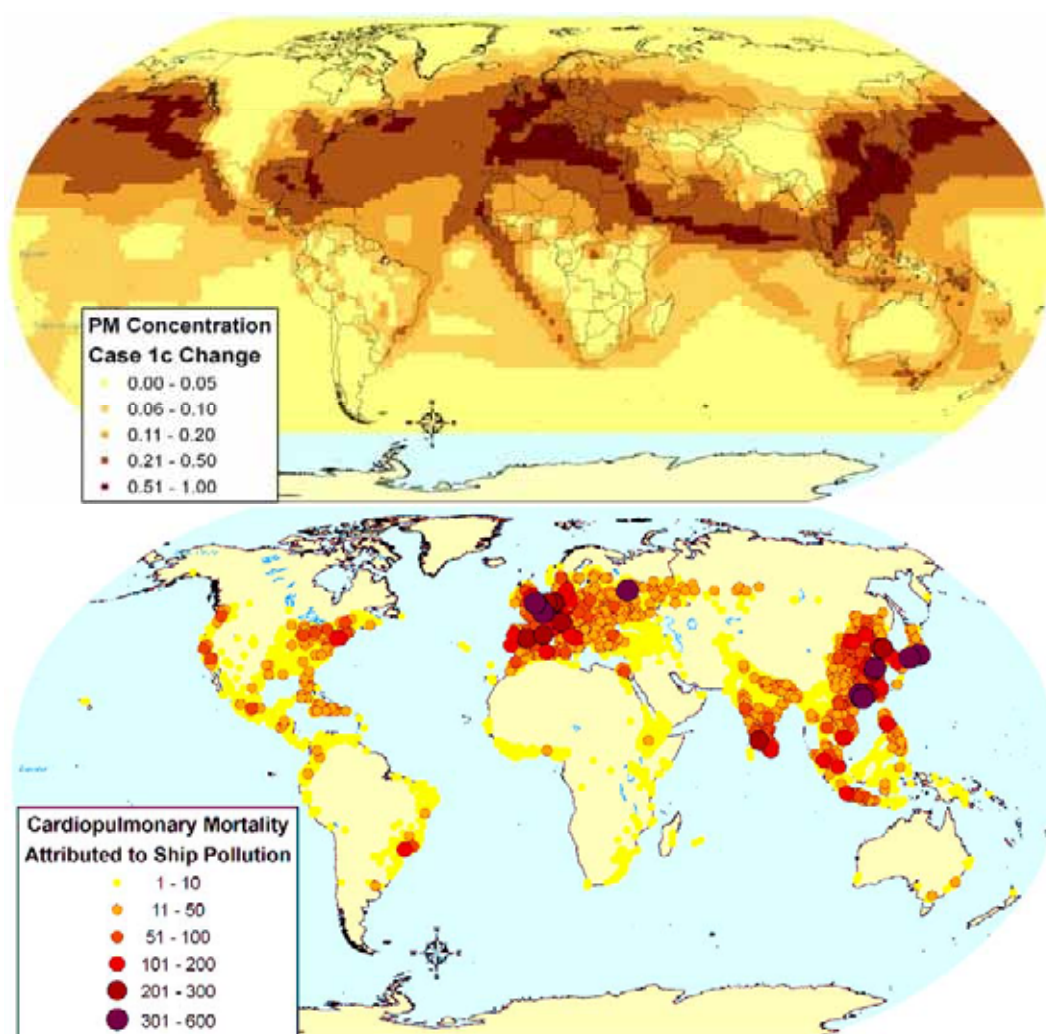 PM Concentration
Case 1c Change
0.00 - 0.05
0.06 - 0.10
0.11 - 0.20
0.21 - 0.50
0.51 - 1.00
Equator
Cardiopulmonary Mortality
Attributed to Ship Pollution
1 - 10
11 - 50
51 - 100
101 - 200
201 - 300
301 - 600